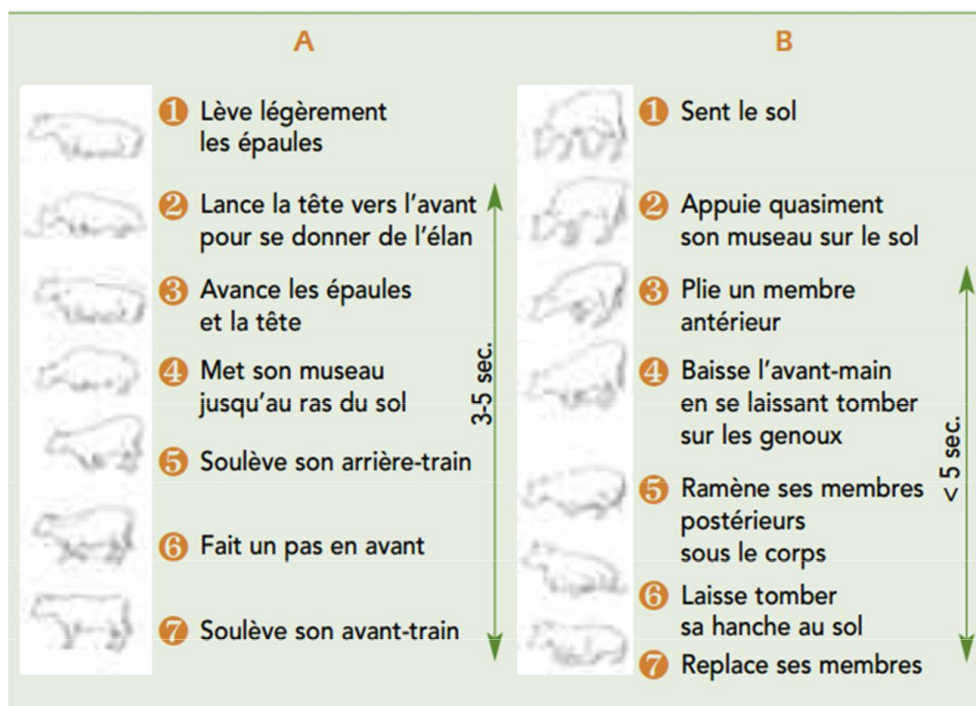 A
1 Lève légèrement
les épaules
2 Lance la tête vers l'avant
pour se donner de l'élan
3 Avance les épaules
et la tête
4 Met son museau
jusqu'au ras du sol
5 Soulève son arrière-train
6 Fait un pas en avant
7 Soulève son avant-train
3-5 sec.
B
1 Sent le sol
2 Appuie quasiment
son museau sur le sol
3 Plie un membre
antérieur
4 Baisse l'avant-main
en se laissant tomber
sur les genoux
5 Ramène ses membres
postérieurs
sous le corps
6 Laisse tomber
sa hanche au sol
7 Replace ses membres
< 5 sec.